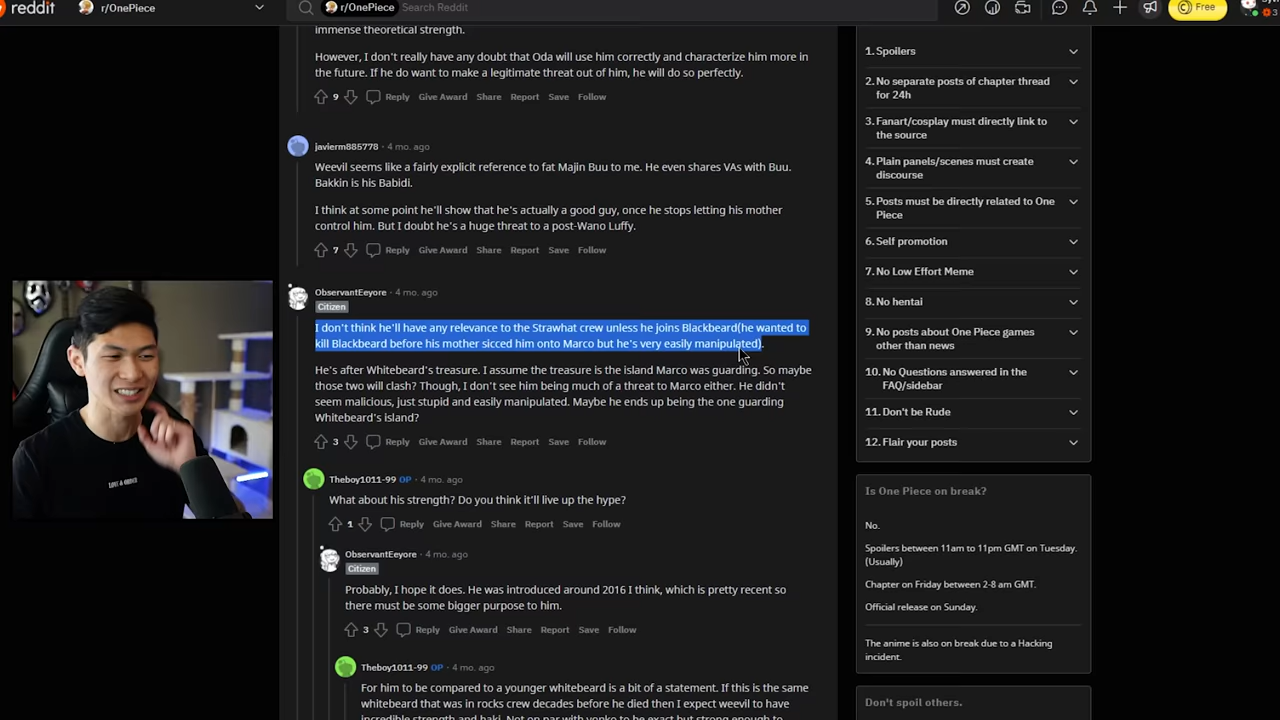 reddit
r/OnePiece
r/OnePiece
Search Reddit
Free
immense theoretical strength.
However, I don't really have any doubt that Oda will use him correctly and characterize him more in
the future. If he do want to make a legitimate threat out of him, he will do so perfectly.
9 Reply Give Award Share Report Save Follow
javierm885778 · 4 mo. ago
Weevil seems like a fairly explicit reference to fat Majin Buu to me. He even shares VAs with Buu.
Bakkin is his Babidi.
I think at some point he'll show that he's actually a good guy, once he stops letting his mother
control him. But I doubt he's a huge threat to a post-Wano Luffy.
7 Reply Give Award Share Report Save Follow
ObservantEeyore · 4 mo. ago
Citizen
I don't think he'll have any relevance to the Strawhat crew unless he joins Blackbeard(he wanted to
kill Blackbeard before his mother sicced him onto Marco but he's very easily manipulated).
He's after Whitebeard's treasure. I assume the treasure is the island Marco was guarding. So maybe
those two will clash? Though, I don't see him being much of a threat to Marco either. He didn't
seem malicious, just stupid and easily manipulated. Maybe he ends up being the one guarding
Whitebeard's island?
3 Reply Give Award Share Report Save Follow
Theboy1011-99 OP · 4 mo. ago
What about his strength? Do you think it'll live up the hype?
1 Reply Give Award Share Report Save Follow
ObservantEeyore · 4 mo. ago
Citizen
Probably, I hope it does. He was introduced around 2016 I think, which is pretty recent so
there must be some bigger purpose to him.
3 Reply Give Award Share Report Save Follow
Theboy1011-99 OP · 4 mo. ago
For him to be compared to a younger whitebeard is a bit of a statement. If this is the same
whitebeard that was in rocks crew decades before he died then I expect weevil to have
incredible strength and haki. Not on par with yonko to be exact but strong enough to
1. Spoilers
2. No separate posts of chapter thread
for 24h
3. Fanart/cosplay must directly link to
the source
4. Plain panels/scenes must create
discourse
5. Posts must be directly related to One
Piece
6. Self promotion
7. No Low Effort Meme
8. No hentai
9. No posts about One Piece games
other than news
10. No Questions answered in the
FAQ/sidebar
11. Don't be Rude
12. Flair your posts
Is One Piece on break?
No.
Spoilers between 11am to 11pm GMT on Tuesday.
(Usually)
Chapter on Friday between 2-8 am GMT.
Official release on Sunday.
The anime is also on break due to a Hacking
incident.
Don't spoil others.